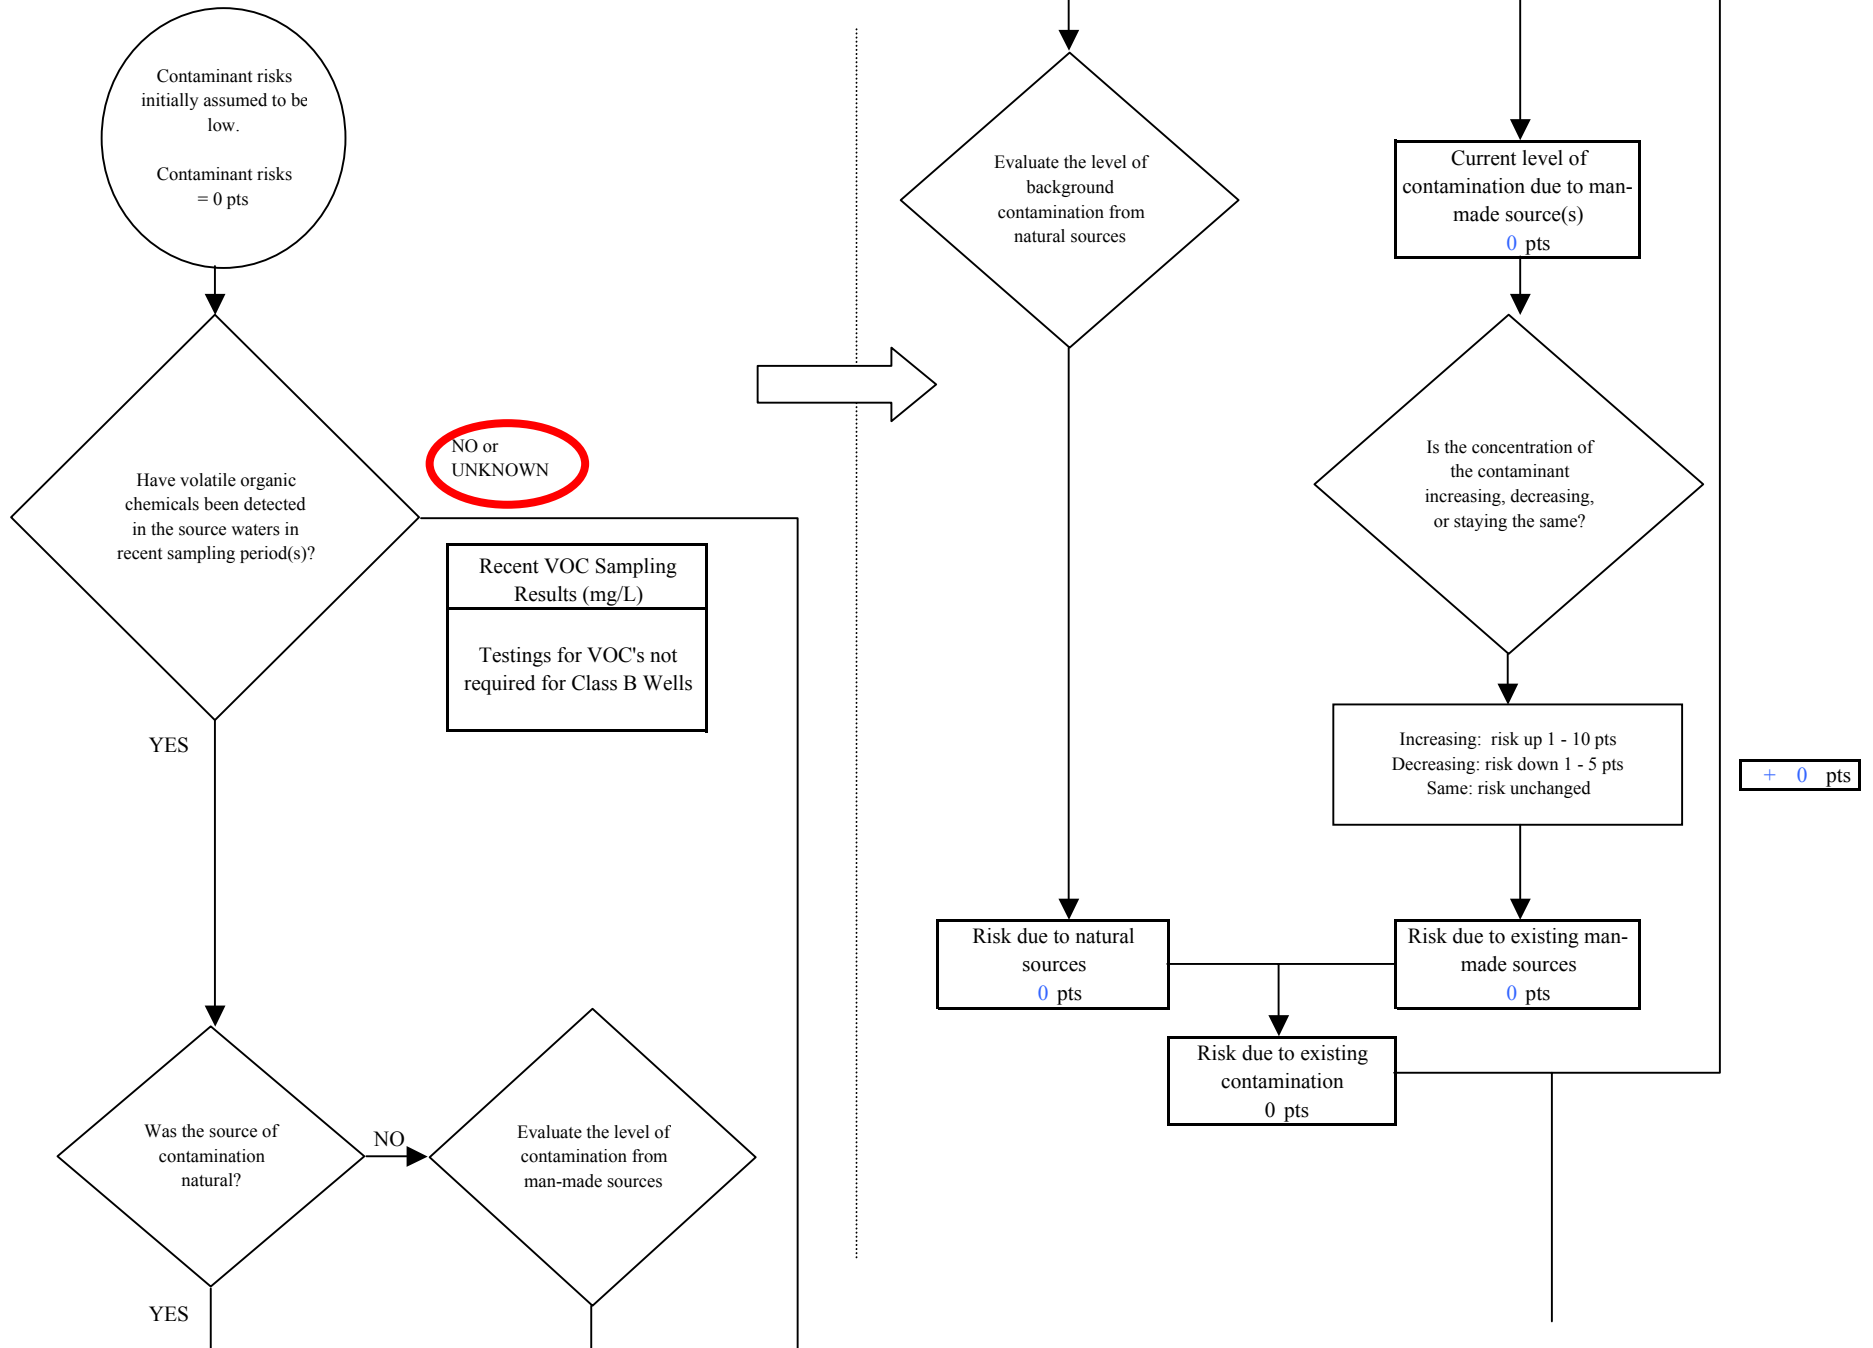 Contaminant risks
initially assumed to be
low.
Contaminant risks
= 0 pts
Have volatile organic
chemicals been detected
in the source waters in
recent sampling period(s)?
NO or
UNKNOWN
Recent VOC Sampling
Results (mg/L)
Testings for VOC's not
required for Class B Wells
YES
Was the source of
contamination
natural?
NO
Evaluate the level of
contamination from
man-made sources
YES
Evaluate the level of
background
contamination from
natural sources
Current level of
contamination due to man-
made source(s)
0 pts
Is the concentration of
the contaminant
increasing, decreasing,
or staying the same?
Increasing: risk up 1 - 10 pts
Decreasing: risk down 1 - 5 pts
Same: risk unchanged
+ 0 pts
Risk due to natural
sources
0 pts
Risk due to existing man-
made sources
0 pts
Risk due to existing
contamination
0 pts